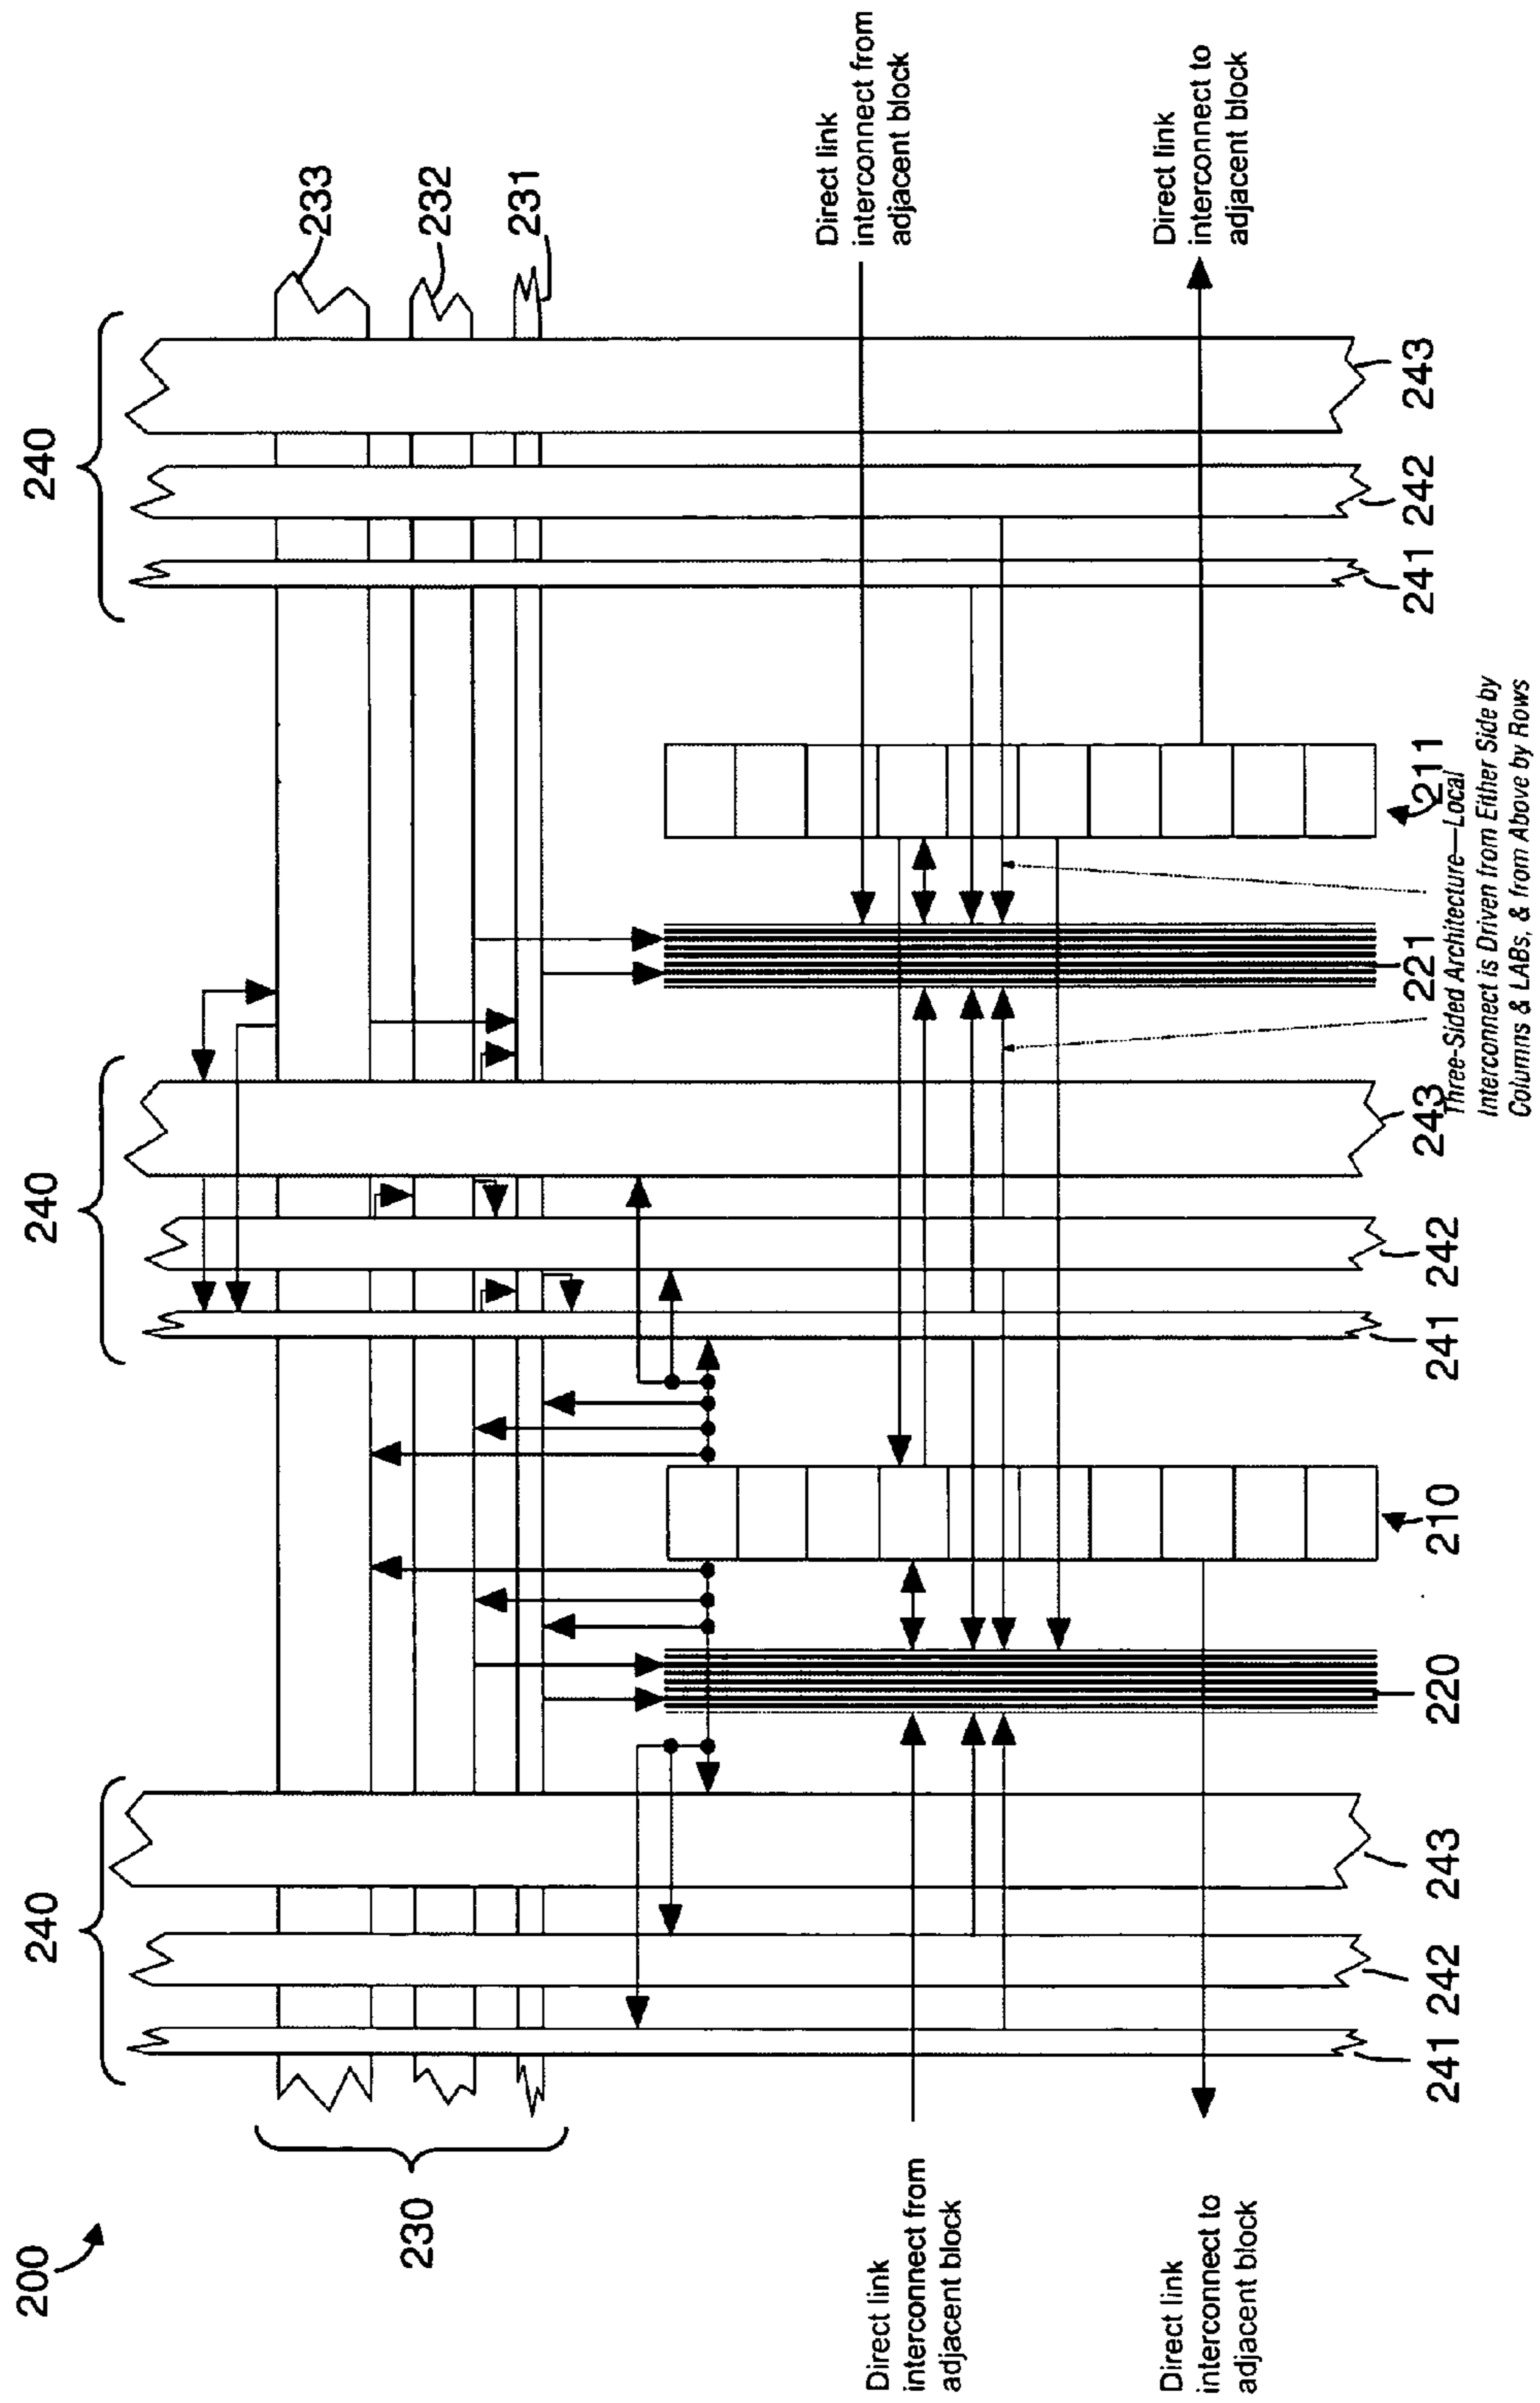 200
240
240
240
230
233
232
231
Direct link
interconnect from
adjacent block
Direct link
interconnect from
adjacent block
Direct link
interconnect to
adjacent block
Direct link
interconnect to
adjacent block
241
242
243
220
210
241
242
243
221
211
241
242
243
Three-Sided Architecture—Local
Interconnect is Driven from Either Side by
Columns & LABs, & from Above by Rows